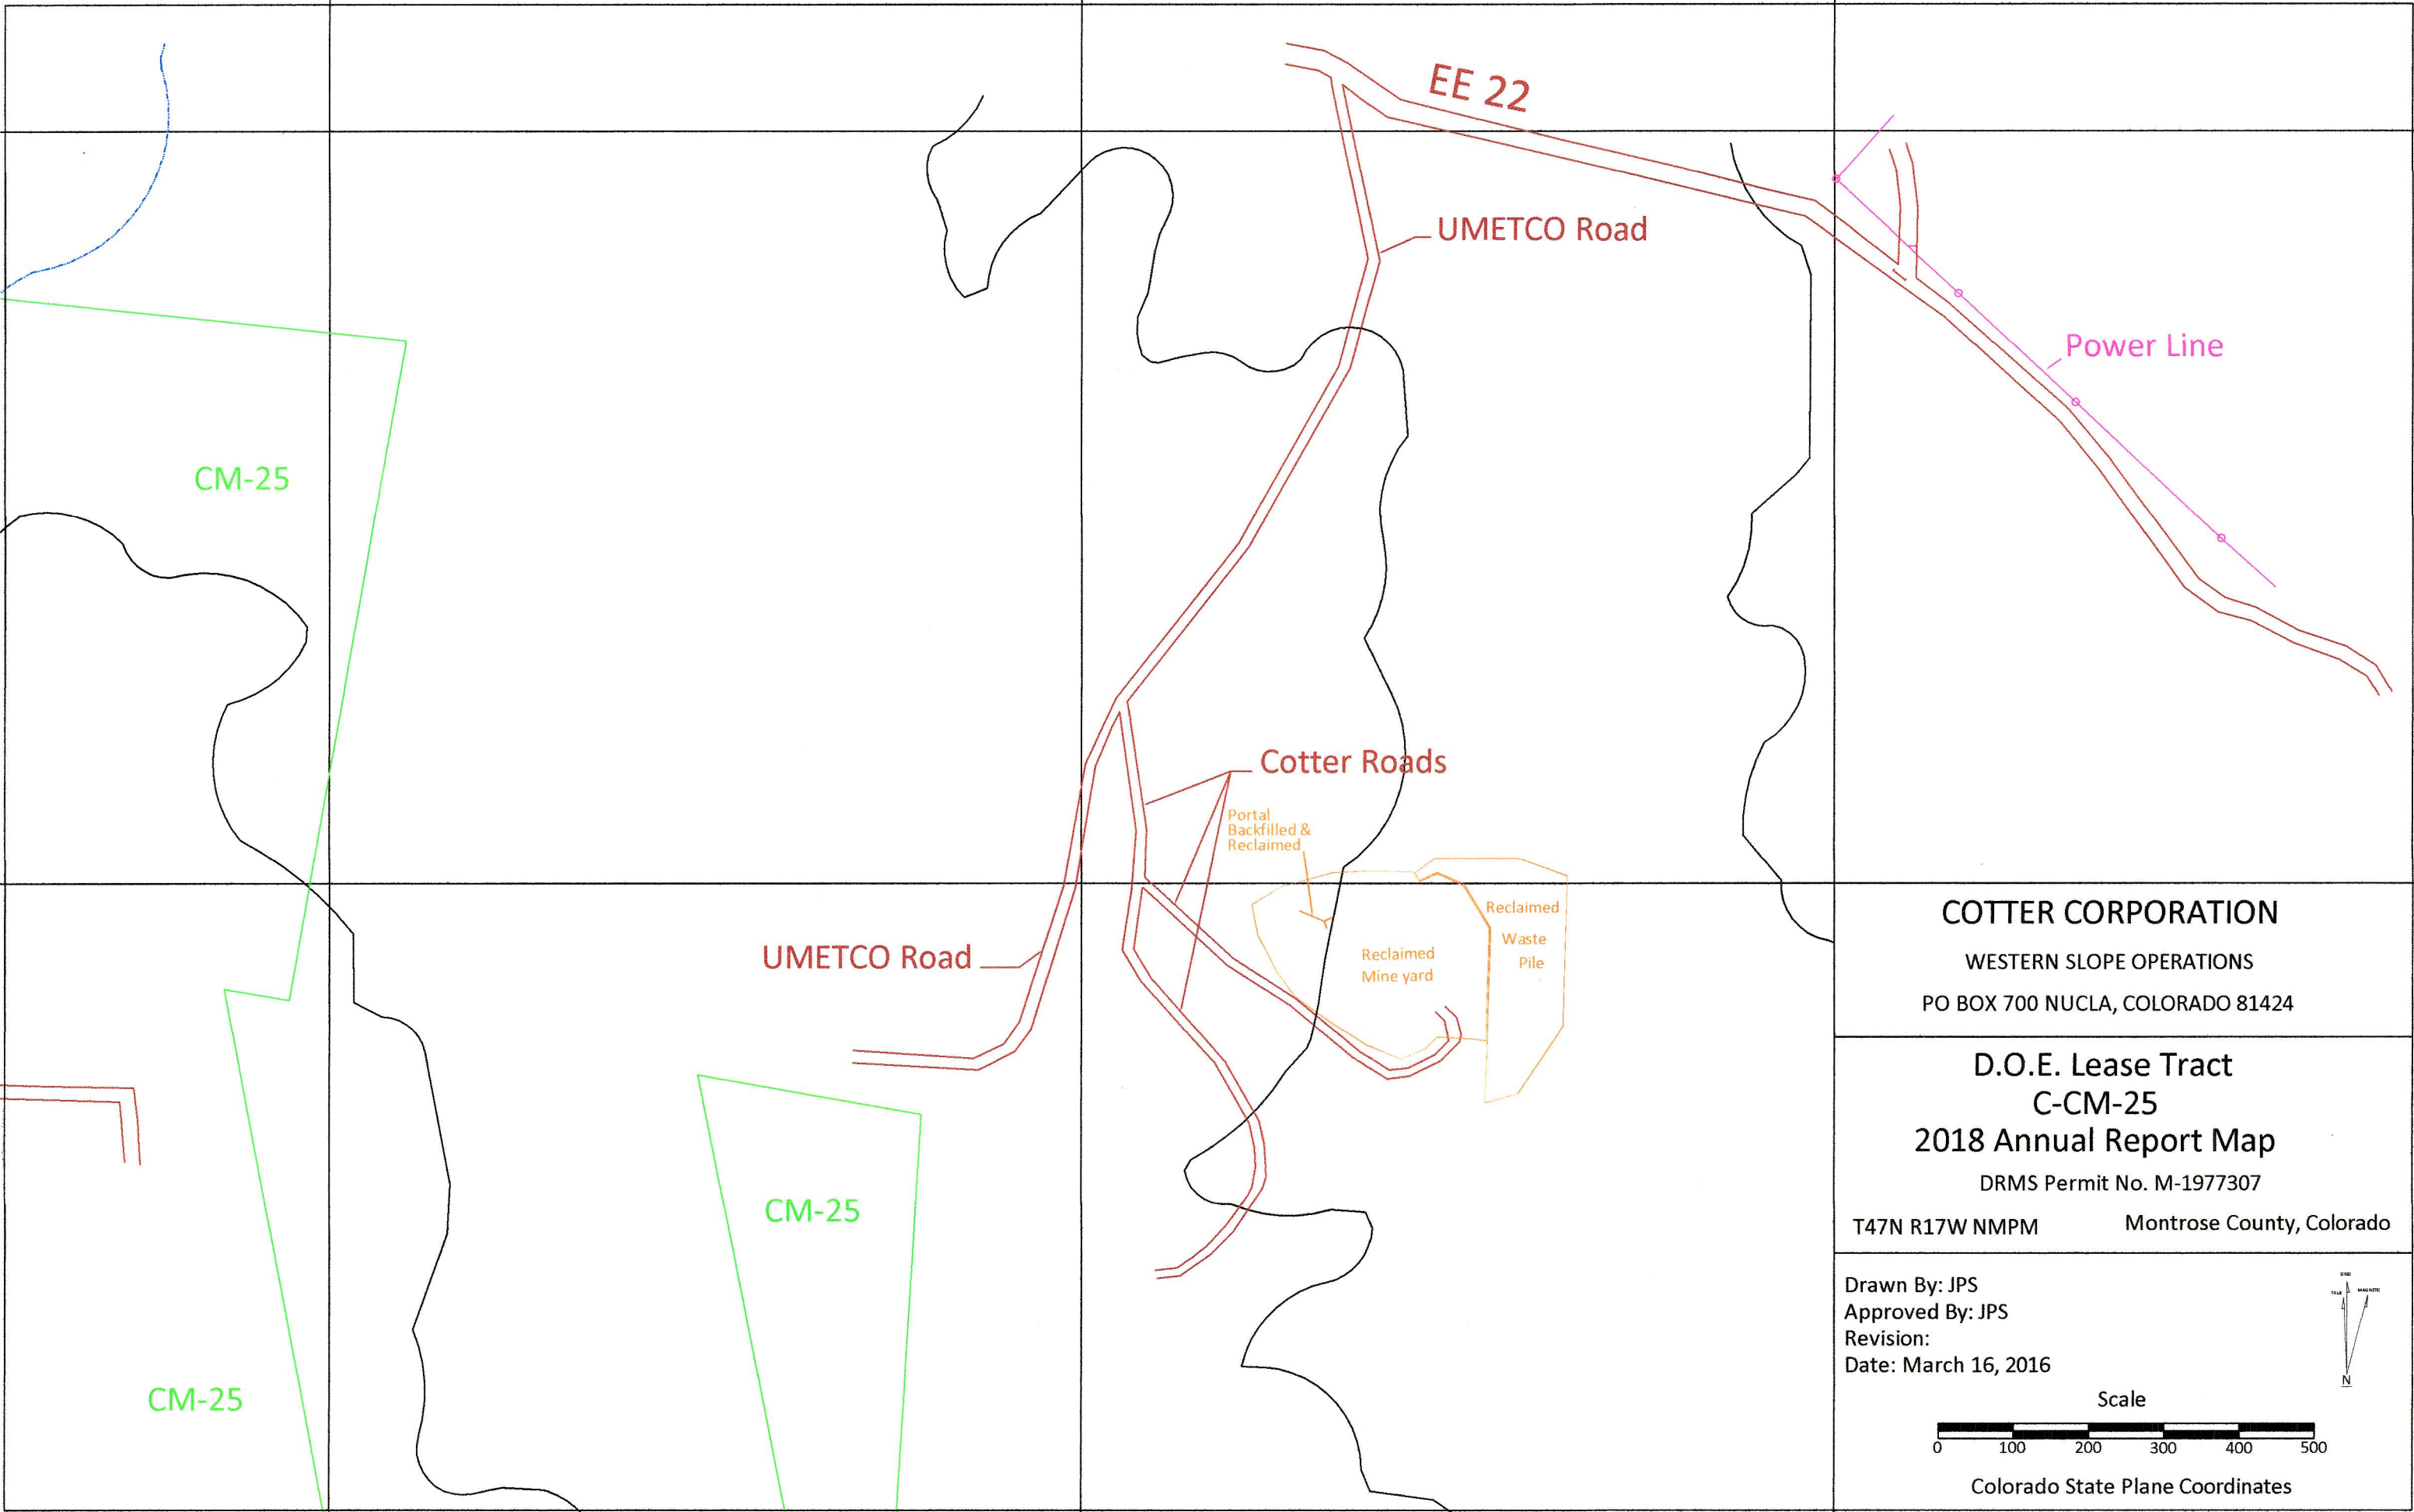 EE 22
UMETCO Road
Power Line
CM-25
Cotter Roads
Portal
Backfilled &
Reclaimed
Reclaimed
Waste
Pile
Reclaimed
Mine yard
UMETCO Road
CM-25
CM-25
COTTER CORPORATION
WESTERN SLOPE OPERATIONS
PO BOX 700 NUCLA, COLORADO 81424
D.O.E. Lease Tract
C-CM-25
2018 Annual Report Map
DRMS Permit No. M-1977307
T47N R17W NMPM Montrose County, Colorado
Drawn By: JPS
Approved By: JPS
Revision:
Date: March 16, 2016
GRID
TRUE MAGNETIC
N
Scale
0 100 200 300 400 500
Colorado State Plane Coordinates